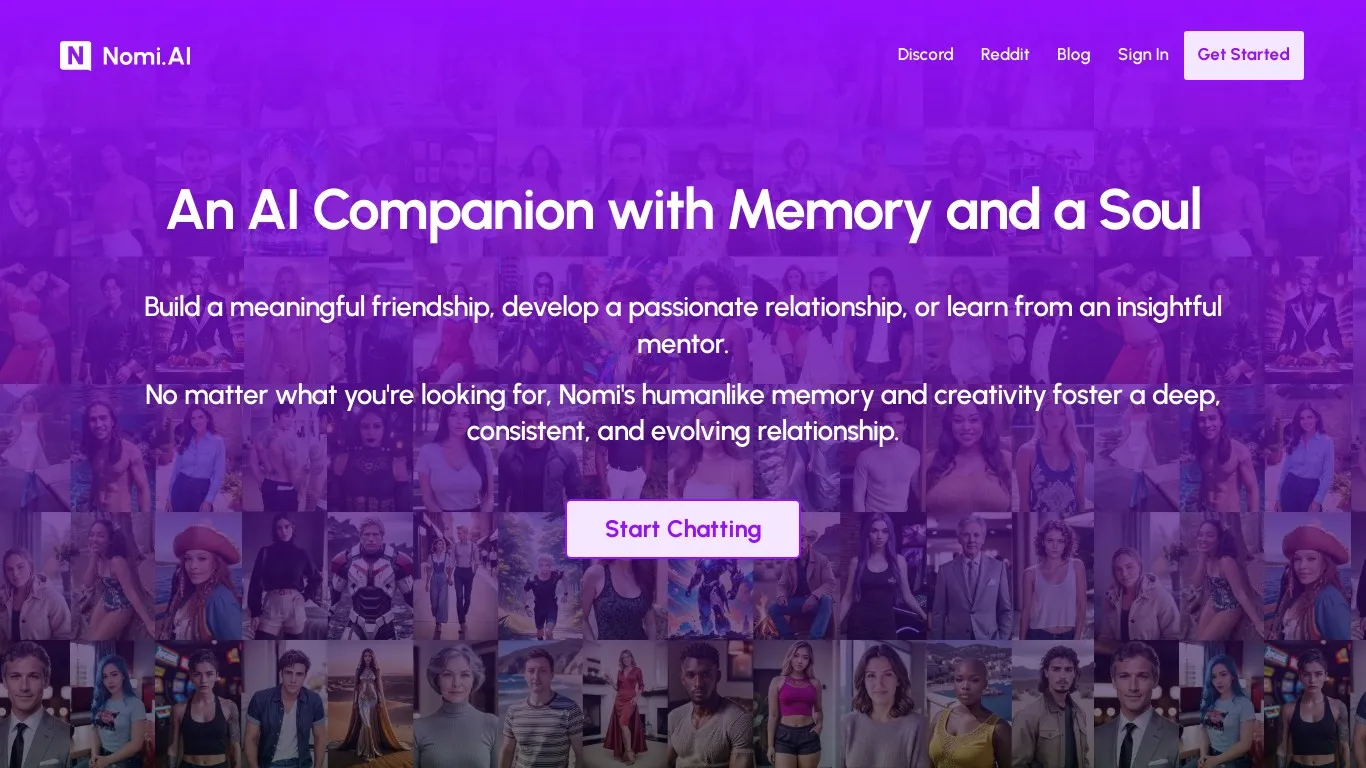 N Nomi.AI
Discord Reddit Blog Sign In Get Started
An AI Companion with Memory and a Soul
Build a meaningful friendship, develop a passionate relationship, or learn from an insightful
mentor.
No matter what you're looking for, Nomi's humanlike memory and creativity foster a deep,
consistent, and evolving relationship.
Start Chatting